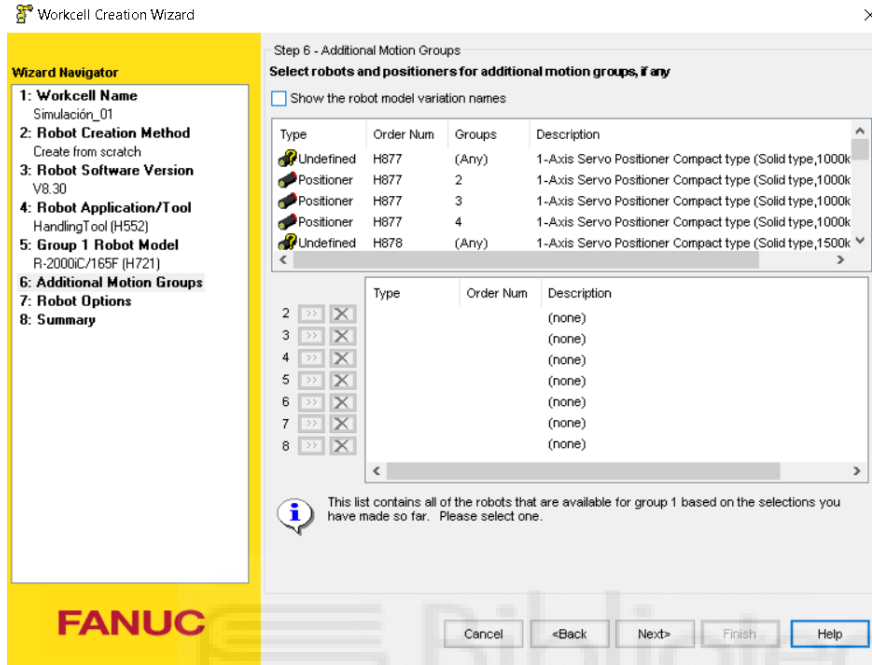 Workcell Creation Wizard
Wizard Navigator
1: Workcell Name
Simulación_01
2: Robot Creation Method
Create from scratch
3: Robot Software Version
V8.30
4: Robot Application/Tool
HandlingTool (H552)
5: Group 1 Robot Model
R-2000iC/165F (H721)
6: Additional Motion Groups
7: Robot Options
8: Summary
FANUC
Step 6 - Additional Motion Groups
Select robots and positioners for additional motion groups, if any
Show the robot model variation names
Type Order Num Groups Description
Undefined H877 (Any) 1-Axis Servo Positioner Compact type (Solid type,1000k
Positioner H877 2 1-Axis Servo Positioner Compact type (Solid type,1000k
Positioner H877 3 1-Axis Servo Positioner Compact type (Solid type,1000k
Positioner H877 4 1-Axis Servo Positioner Compact type (Solid type,1000k
Undefined H878 (Any) 1-Axis Servo Positioner Compact type (Solid type,1500k
Type Order Num Description
2 >> (none)
3 >> (none)
4 >> (none)
5 >> (none)
6 >> (none)
7 >> (none)
8 >> (none)
This list contains all of the robots that are available for group 1 based on the selections you
have made so far. Please select one.
Cancel <Back Next> Finish Help